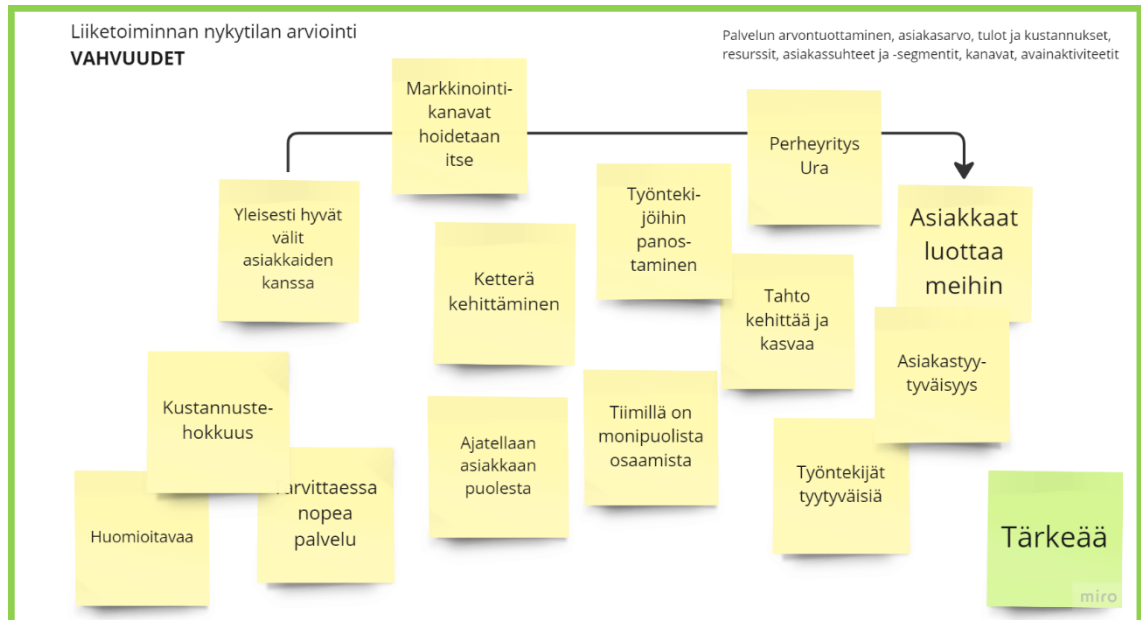 Liiketoiminnan nykytilan arviointi
VAHVUUDET
Palvelun arvontuottaminen, asiakasarvo, tulot ja kustannukset,
resurssit, asiakassuhteet ja -segmentit, kanavat, avainaktiviteetit
Markkinointi-
kanavat
hoidetaan
itse
Perheyritys
Ura
Yleisesti hyvät
välit
asiakkaiden
kanssa
Työnteki-
jöihin
panos-
taminen
Asiakkaat
luottaa
meihin
Ketterä
kehittäminen
Tahto
kehittää ja
kasvaa
Asiakastyy-
tyväisyys
Kustannuste-
hokkuus
Ajatellaan
asiakkaan
puolesta
Tiimillä on
monipuolista
osaamista
Työntekijät
tyytyväisiä
Huomioitavaa
Tarvittaessa
nopea
palvelu
Tärkeää
miro